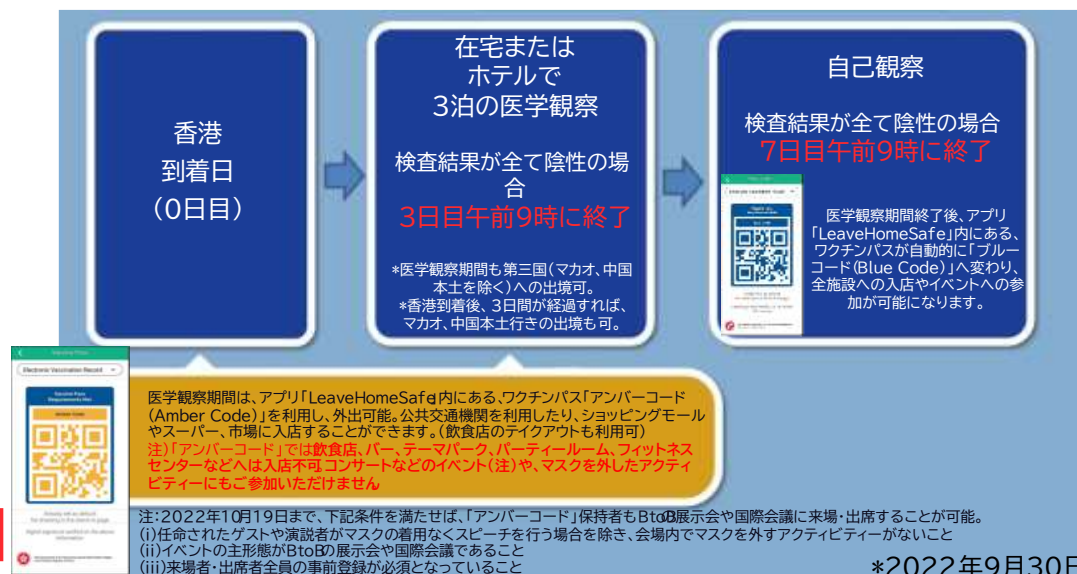 香港
到着日
（0日目）
在宅または
ホテルで
3泊の医学観察
検査結果が全て陰性の場
合
3日目午前9時に終了
*医学観察期間も第三国（マカオ、中国
本土を除く）への出境可。
*香港到着後、3日間が経過すれば、
マカオ、中国本土行きの出境も可。
自己観察
検査結果が全て陰性の場合
7日目午前9時に終了
医学観察期間終了後、アプリ
「LeaveHomeSafe」内にある、
ワクチンパスが自動的に「ブルー
コード(Blue Code)」へ変わり、
全施設への入店やイベントへの参
加が可能になります。
Electronic Vaccination Record
Vaccine Pass
Requirements Met
Amber Code
医学観察期間は、アプリ「LeaveHomeSafe」内にある、ワクチンパス「アンバーコード
(Amber Code)」を利用し、外出可能。公共交通機関を利用したり、ショッピングモール
やスーパー、市場に入店することができます。（飲食店のテイクアウトも利用可）
注）「アンバーコード」では飲食店、バー、テーマパーク、パーティールーム、フィットネス
センターなどへは入店不可。コンサートなどのイベント（注）や、マスクを外したアクティ
ビティーにもご参加いただけません
注：2022年10月19日まで、下記条件を満たせば、「アンバーコード」保持者もBtoBの展示会や国際会議に来場・出席することが可能。
(i)任命されたゲストや演説者がマスクの着用なくスピーチを行う場合を除き、会場内でマスクを外すアクティビティーがないこと
(ii)イベントの主形態がBtoBの展示会や国際会議であること
(iii)来場者・出席者全員の事前登録が必須となっていること
*2022年9月30日